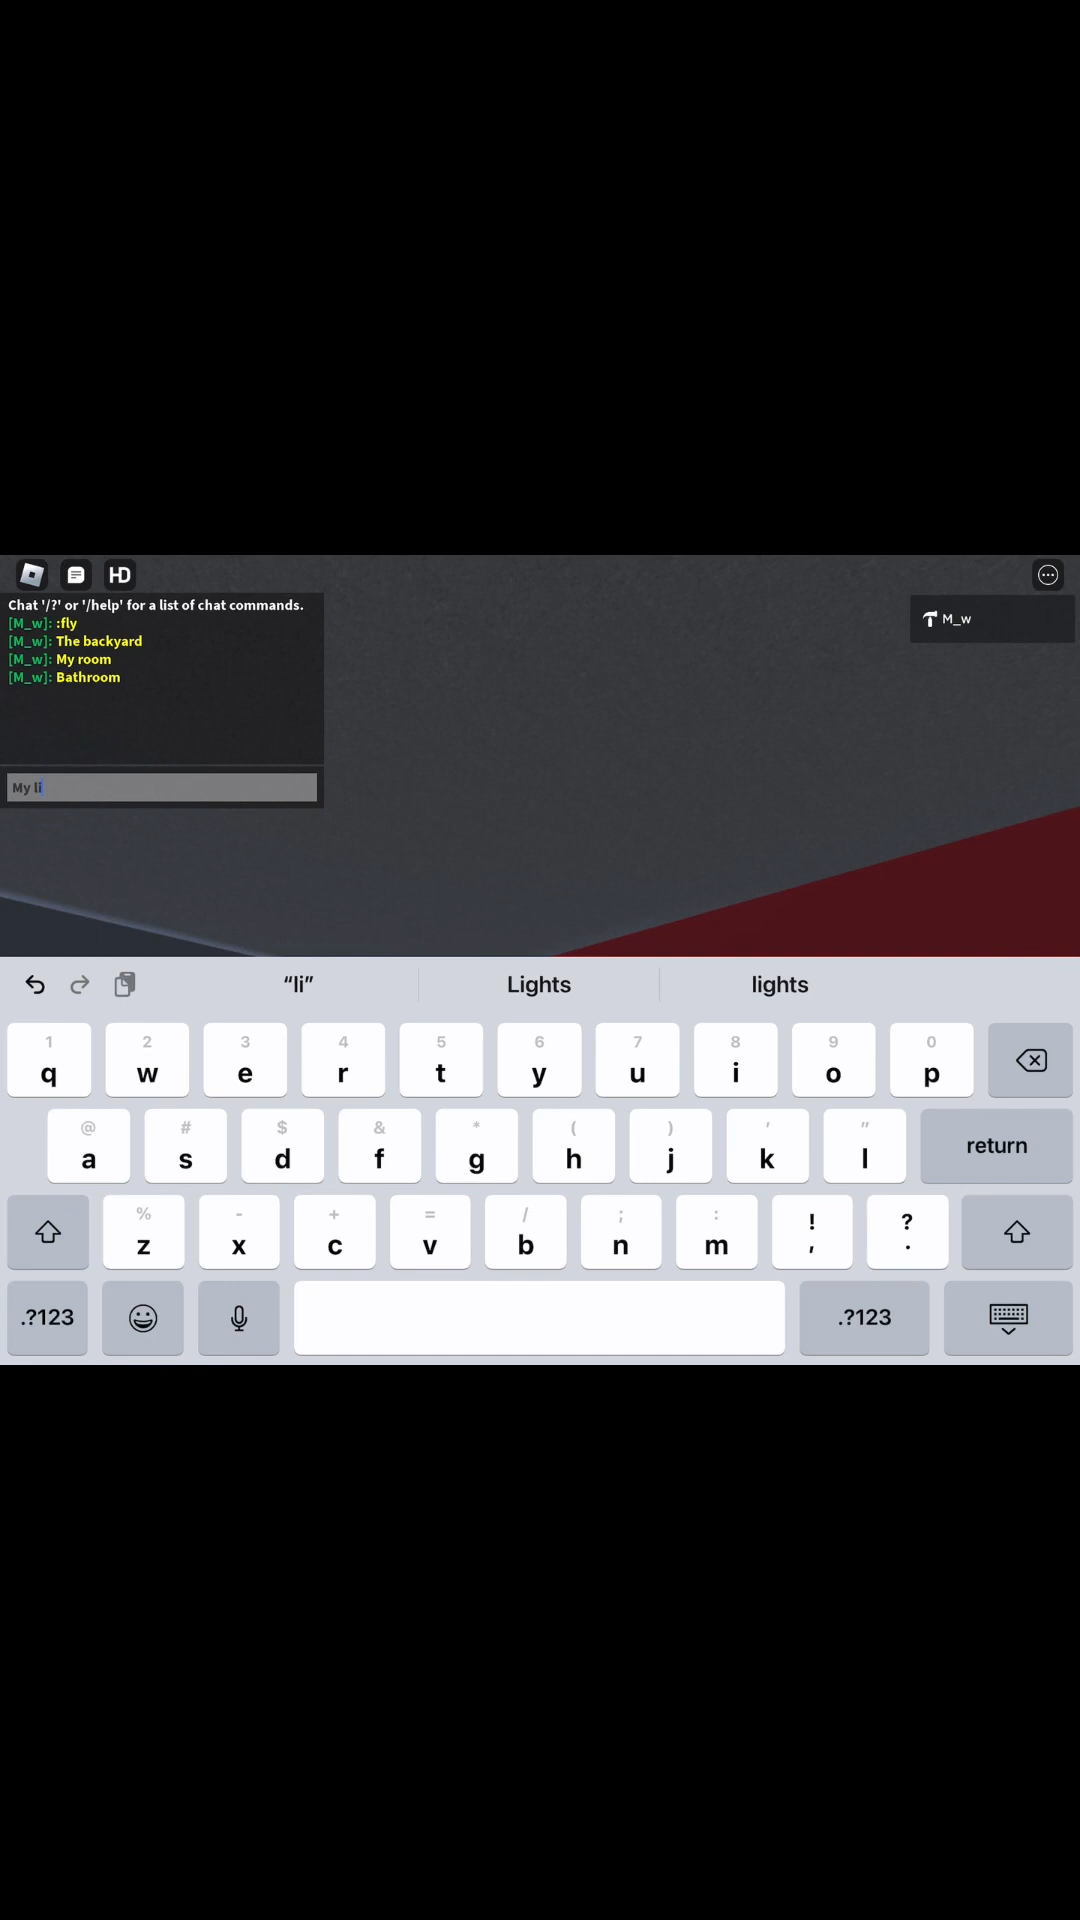 HD
Chat '/?' or '/help' for a list of chat commands.
[M_w]: :fly
[M_w]: The backyard
[M_w]: My room
[M_w]: Bathroom
M_w
My li
“li” Lights lights
1 2 3 4 5 6 7 8 9 0
q w e r t y u i o p
@ # $ & * ( ) ' "
a s d f g h j k l return
% - + = / ; : ! ?
z x c v b n m , .
.?123 .?123